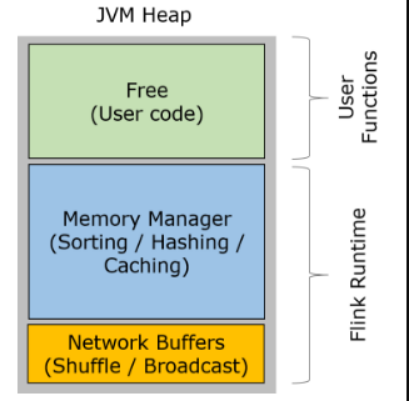 JVM Heap
Free
(User code)
User
Functions
Memory Manager
(Sorting / Hashing /
Caching)
Flink Runtime
Network Buffers
(Shuffle / Broadcast)